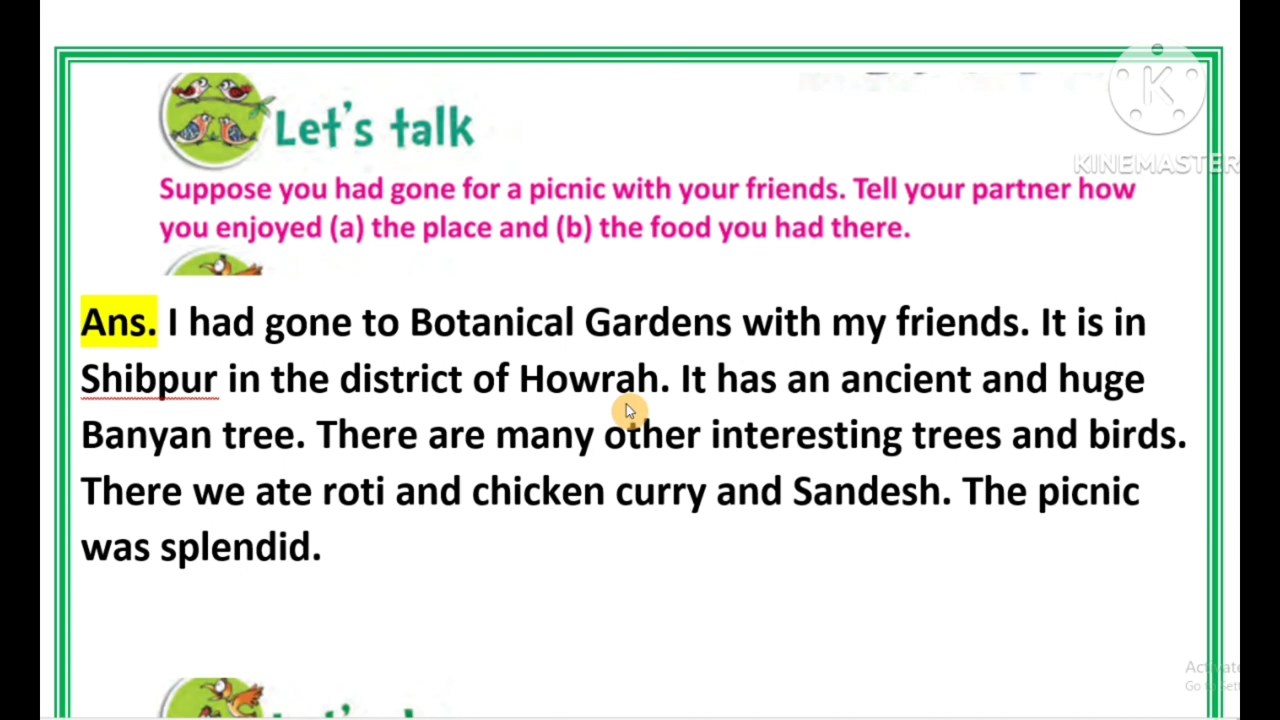 Let's talk
KINEMASTER
Suppose you had gone for a picnic with your friends. Tell your partner how
you enjoyed (a) the place and (b) the food you had there.
Ans. I had gone to Botanical Gardens with my friends. It is in
Shibpur in the district of Howrah. It has an ancient and huge
Banyan tree. There are many other interesting trees and birds.
There we ate roti and chicken curry and Sandesh. The picnic
was splendid.